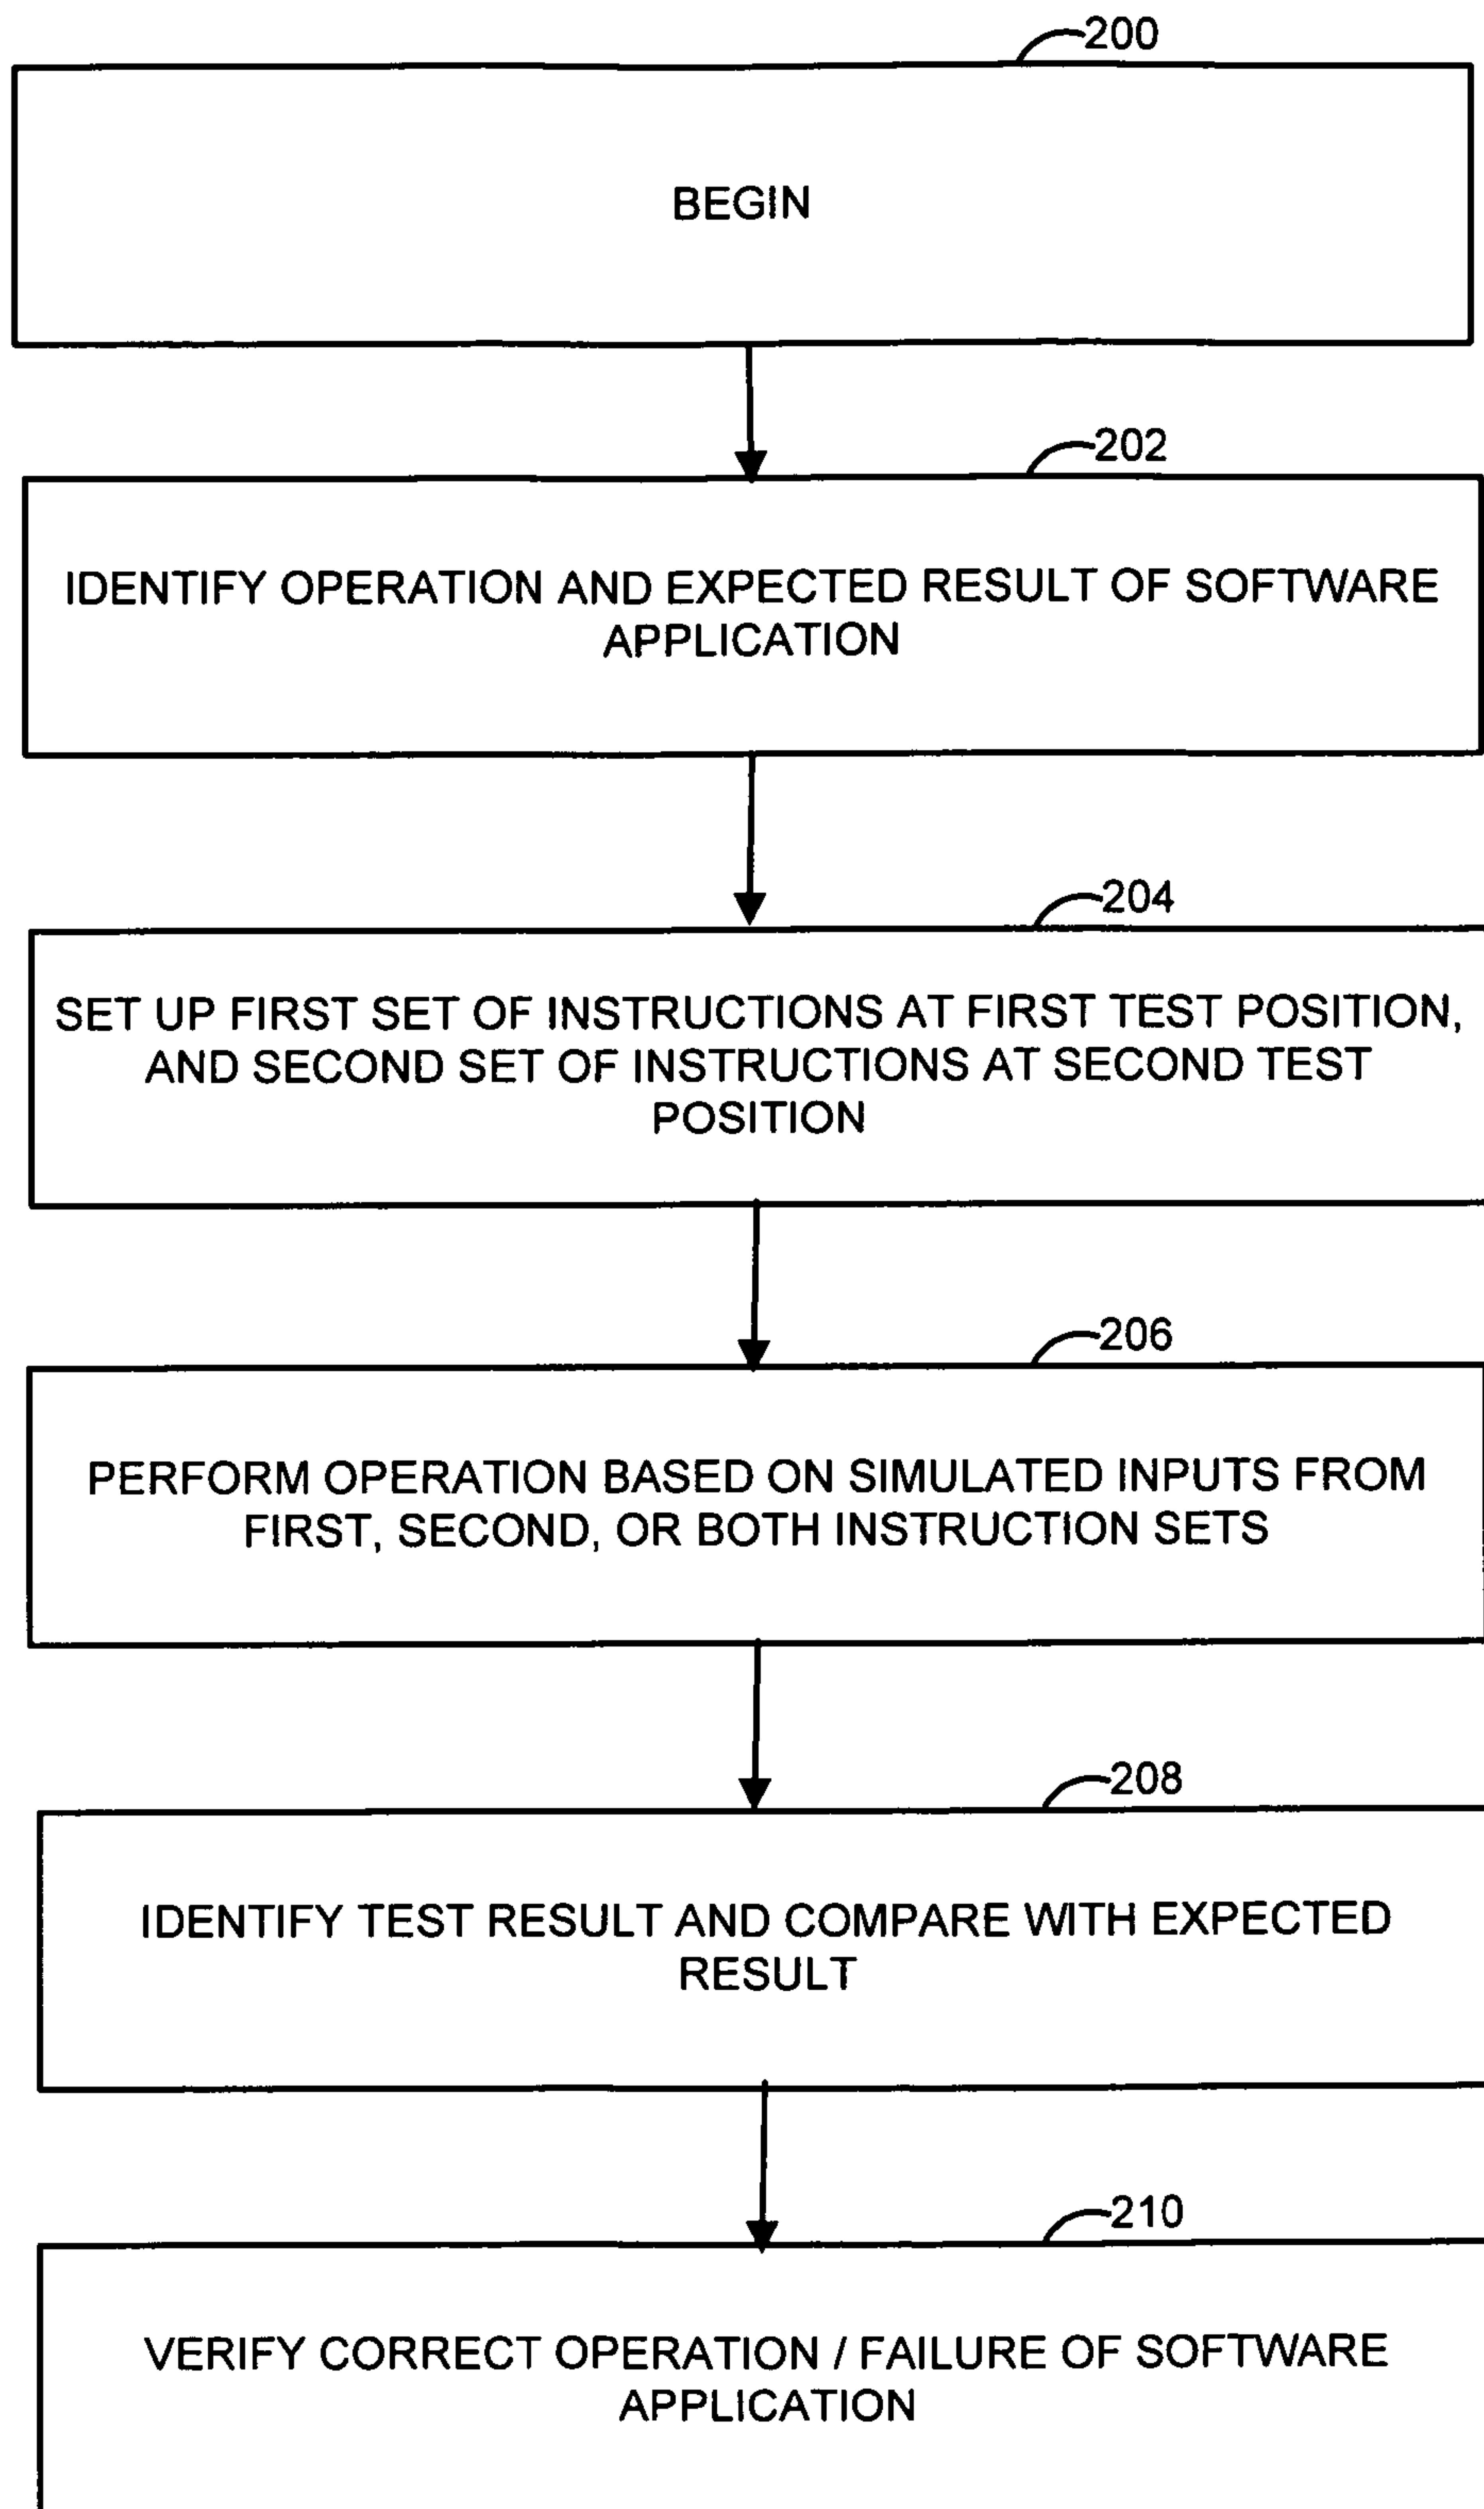 200
BEGIN
202
IDENTIFY OPERATION AND EXPECTED RESULT OF SOFTWARE
APPLICATION
204
SET UP FIRST SET OF INSTRUCTIONS AT FIRST TEST POSITION,
AND SECOND SET OF INSTRUCTIONS AT SECOND TEST
POSITION
206
PERFORM OPERATION BASED ON SIMULATED INPUTS FROM
FIRST, SECOND, OR BOTH INSTRUCTION SETS
208
IDENTIFY TEST RESULT AND COMPARE WITH EXPECTED
RESULT
210
VERIFY CORRECT OPERATION / FAILURE OF SOFTWARE
APPLICATION